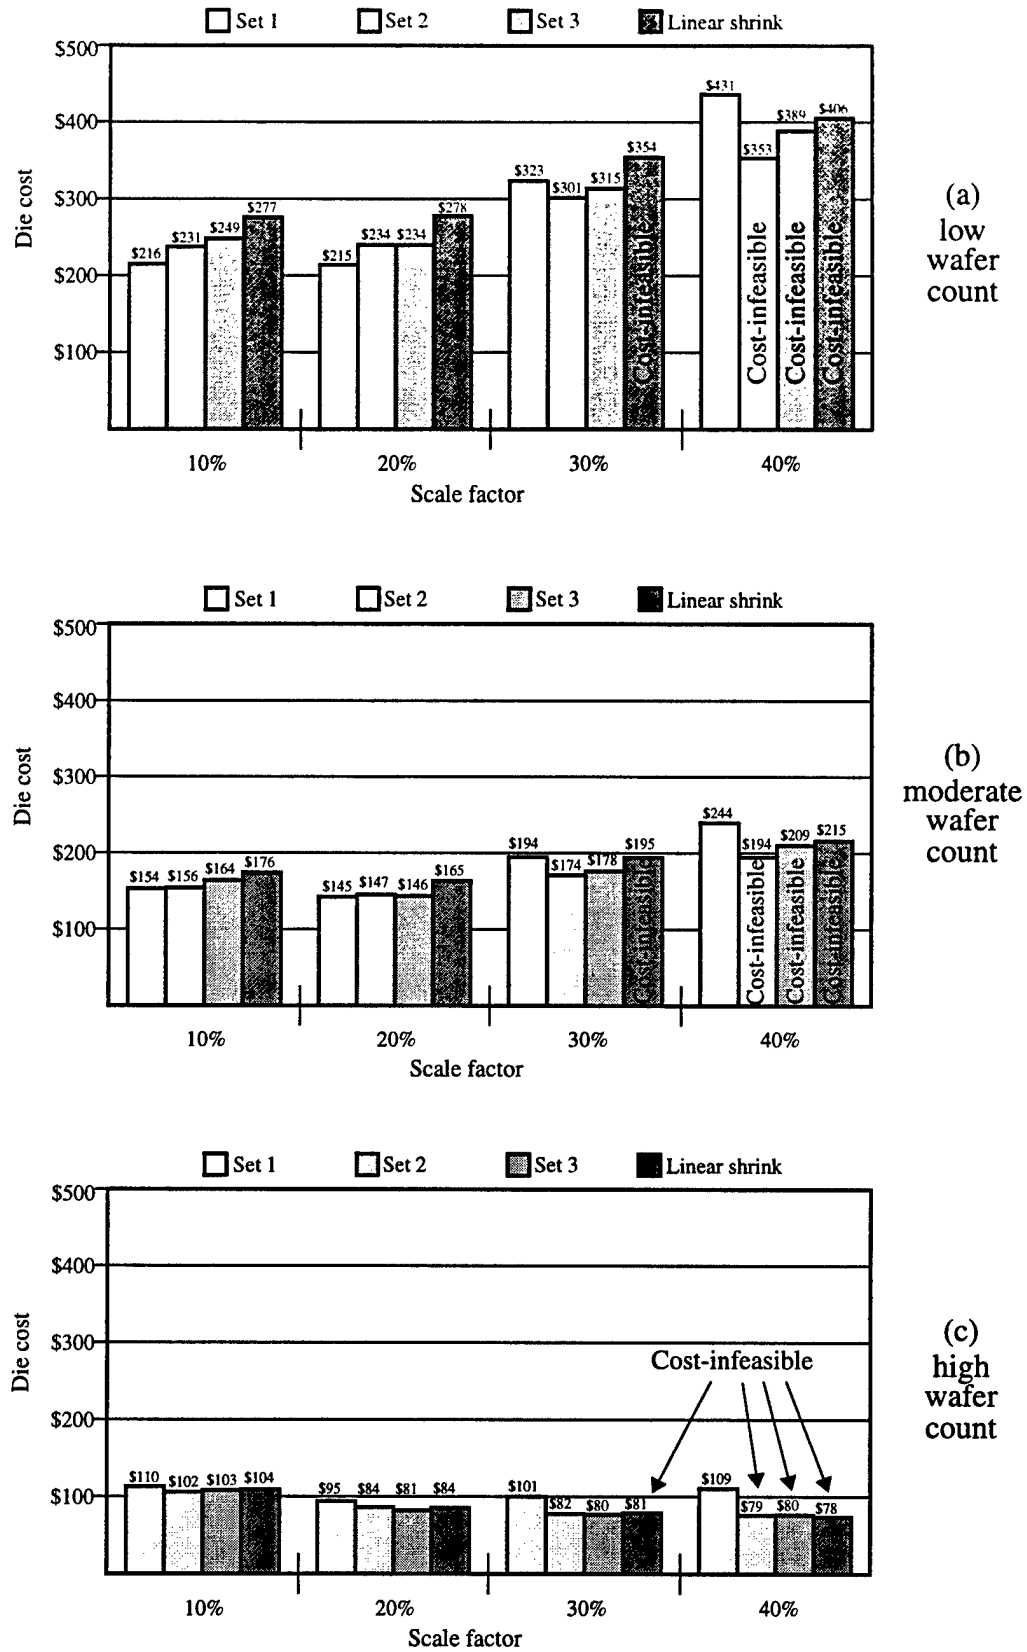 Set 1 Set 2 Set 3 Linear shrink
$500
$400
$300
$200
$100
Die cost
$216 $231 $249 $277
$215 $234 $234 $278
$323 $301 $315 $354
$431 $353 $389 $406
Cost-infeasible
Cost-infeasible
Cost-infeasible
Cost-infeasible
10% 20% 30% 40%
Scale factor
(a)
low
wafer
count
Set 1 Set 2 Set 3 Linear shrink
$500
$400
$300
$200
$100
Die cost
$154 $156 $164 $176
$145 $147 $146 $165
$194 $174 $178 $195
$244 $194 $209 $215
Cost-infeasible
Cost-infeasible
Cost-infeasible
Cost-infeasible
10% 20% 30% 40%
Scale factor
(b)
moderate
wafer
count
Set 1 Set 2 Set 3 Linear shrink
$500
$400
$300
$200
$100
Die cost
Cost-infeasible
$110 $102 $103 $104
$95 $84 $81 $84
$101 $82 $80 $81
$109 $79 $80 $78
10% 20% 30% 40%
Scale factor
(c)
high
wafer
count